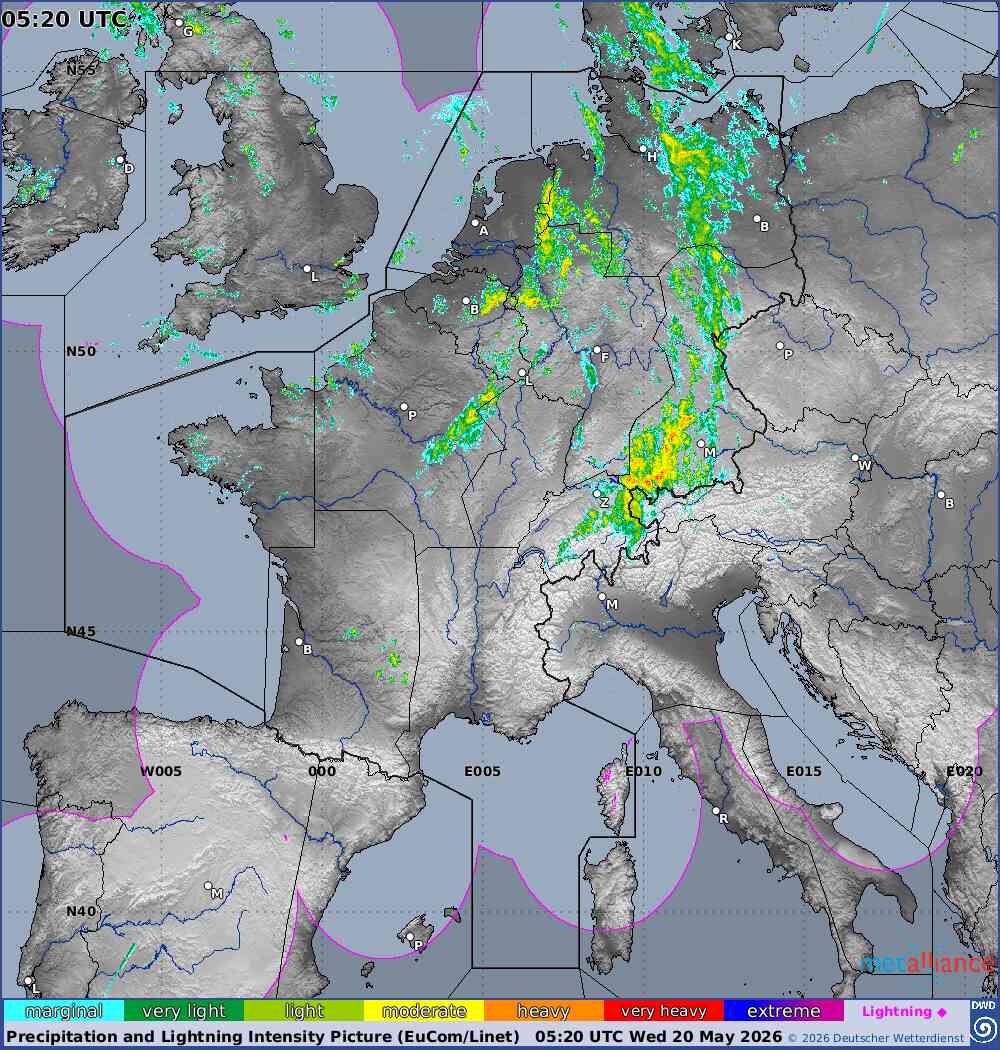 05:20 UTC
G
K
N55
H
D
A
B
L
B
N50
F
P
L
P
M
W
Z
B
M
N45
B
W005
000
E005
E010
E015
E020
R
M
N40
P
L
metalliance
marginal very light light moderate heavy very heavy extreme Lightning ◆
DWD
Precipitation and Lightning Intensity Picture (EuCom/Linet) 05:20 UTC Wed 20 May 2026 © 2026 Deutscher Wetterdienst